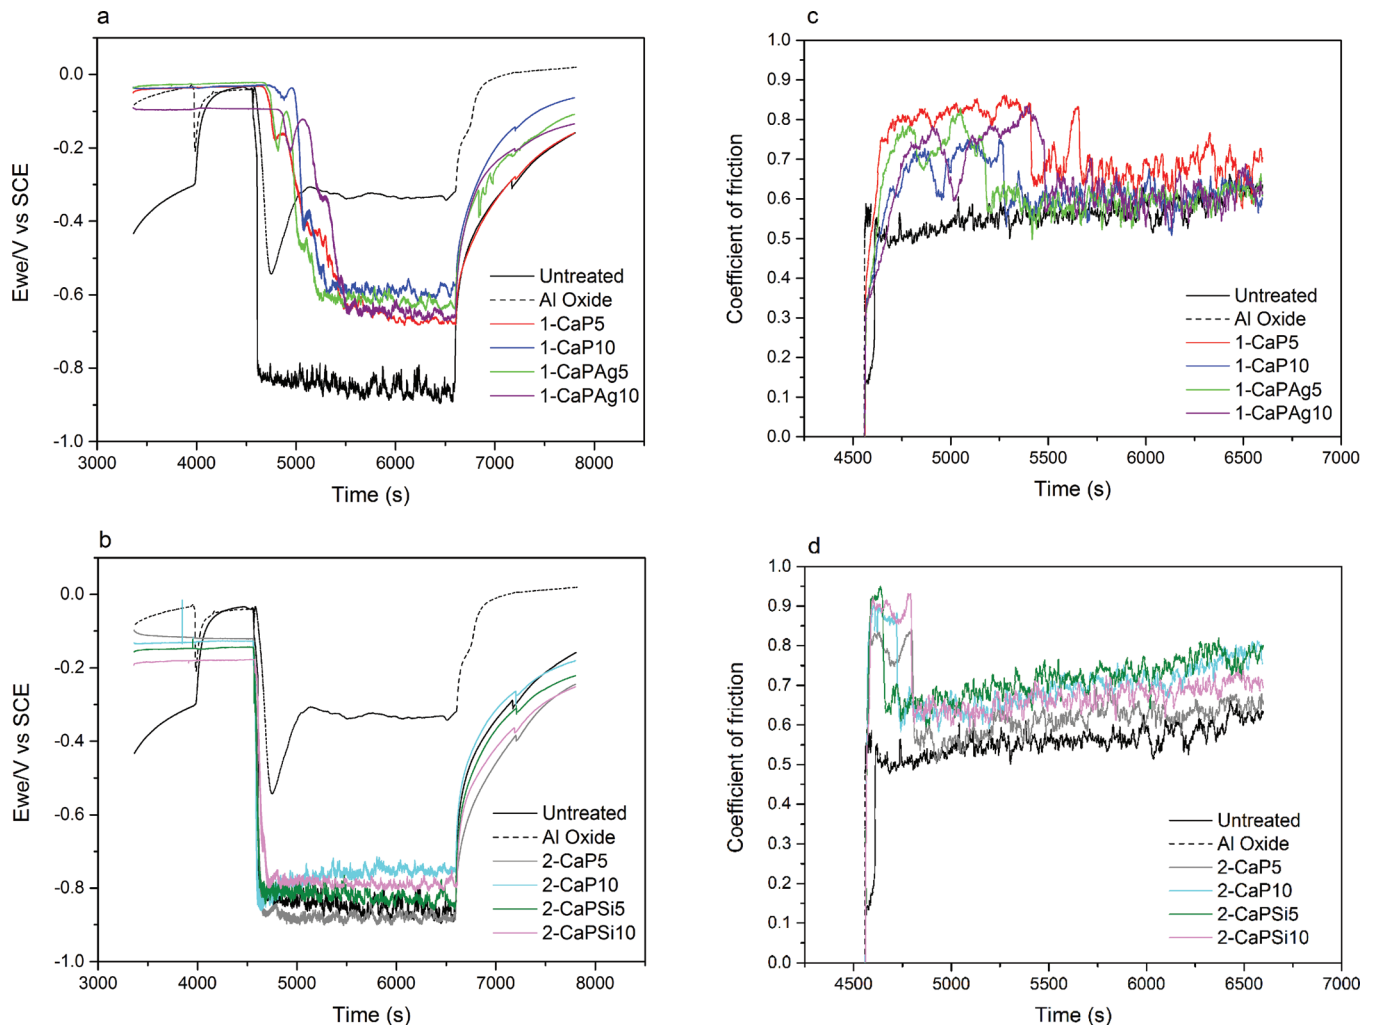 a
0.0
-0.2
-0.4
-0.6
-0.8
-1.0
Ewe/V vs SCE
3000 4000 5000 6000 7000 8000
Time (s)
Untreated
Al Oxide
1-CaP5
1-CaP10
1-CaPAg5
1-CaPAg10
c
1.0
0.9
0.8
0.7
0.6
0.5
0.4
0.3
0.2
0.1
0.0
Coefficient of friction
4500 5000 5500 6000 6500 7000
Time (s)
Untreated
Al Oxide
1-CaP5
1-CaP10
1-CaPAg5
1-CaPAg10
b
0.0
-0.2
-0.4
-0.6
-0.8
-1.0
Ewe/V vs SCE
3000 4000 5000 6000 7000 8000
Time (s)
Untreated
Al Oxide
2-CaP5
2-CaP10
2-CaPSi5
2-CaPSi10
d
1.0
0.9
0.8
0.7
0.6
0.5
0.4
0.3
0.2
0.1
0.0
Coefficient of friction
4500 5000 5500 6000 6500 7000
Time (s)
Untreated
Al Oxide
2-CaP5
2-CaP10
2-CaPSi5
2-CaPSi10